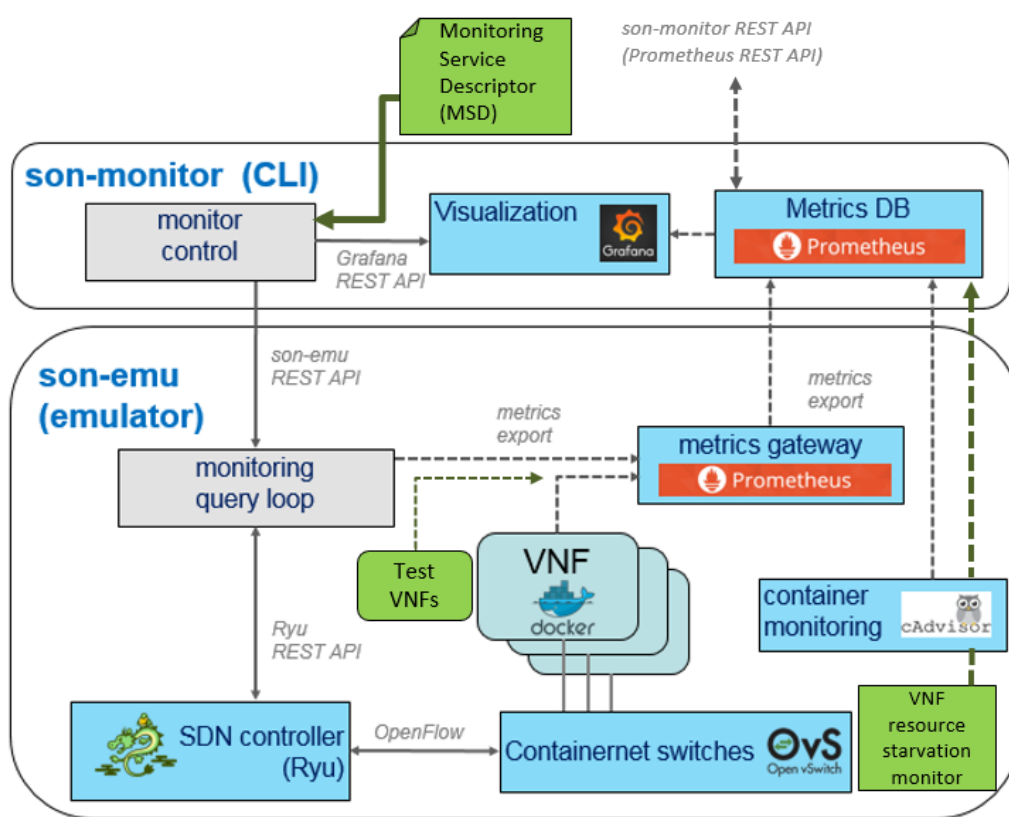 Monitoring
Service
Descriptor
(MSD)
son-monitor REST API
(Prometheus REST API)
son-monitor (CLI)
monitor
control
Grafana
REST API
Visualization
Grafana
Metrics DB
Prometheus
son-emu
REST API
son-emu
(emulator)
metrics
export
metrics
export
monitoring
query loop
metrics gateway
Prometheus
Test
VNFs
VNF
docker
container
monitoring
cAdvisor
Ryu
REST API
SDN controller
(Ryu)
OpenFlow
Containernet switches
OvS
Open vSwitch
VNF
resource
starvation
monitor